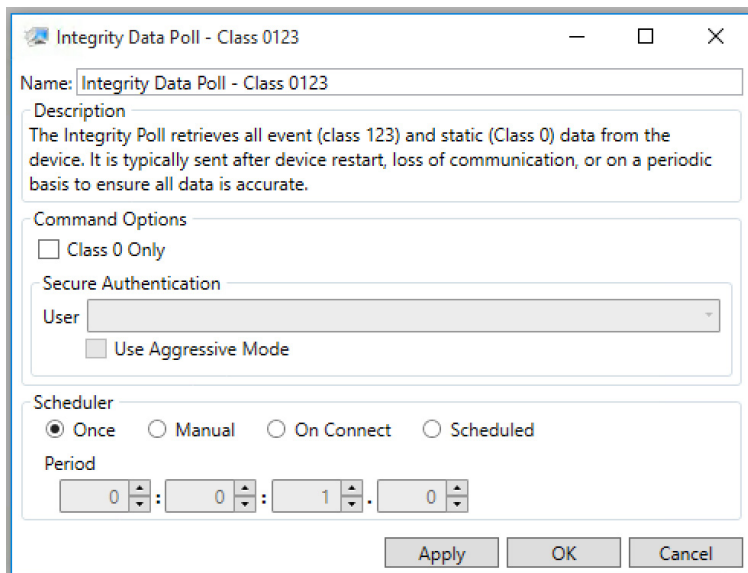 Integrity Data Poll - Class 0123
Name: Integrity Data Poll - Class 0123
Description
The Integrity Poll retrieves all event (class 123) and static (Class 0) data from the
device. It is typically sent after device restart, loss of communication, or on a periodic
basis to ensure all data is accurate.
Command Options
Class 0 Only
Secure Authentication
User
Use Aggressive Mode
Scheduler
Once Manual On Connect Scheduled
Period
0 : 0 : 1 . 0
Apply OK Cancel